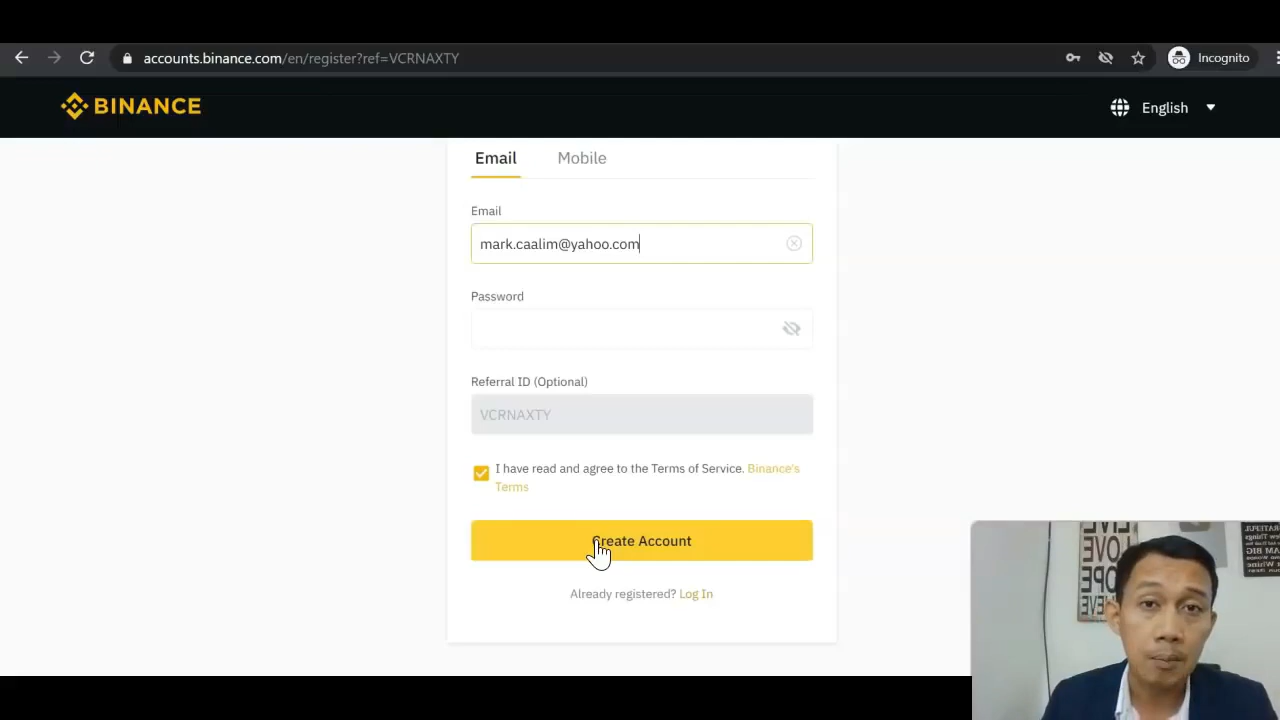 accounts.binance.com/en/register?ref=VCRNAXTY
Incognito
BINANCE
English
Email Mobile
Email
mark.caalim@yahoo.com
Password
Referral ID (Optional)
VCRNAXTY
I have read and agree to the Terms of Service. Binance's
Terms
Create Account
Already registered? Log In
LIVE
LOVE